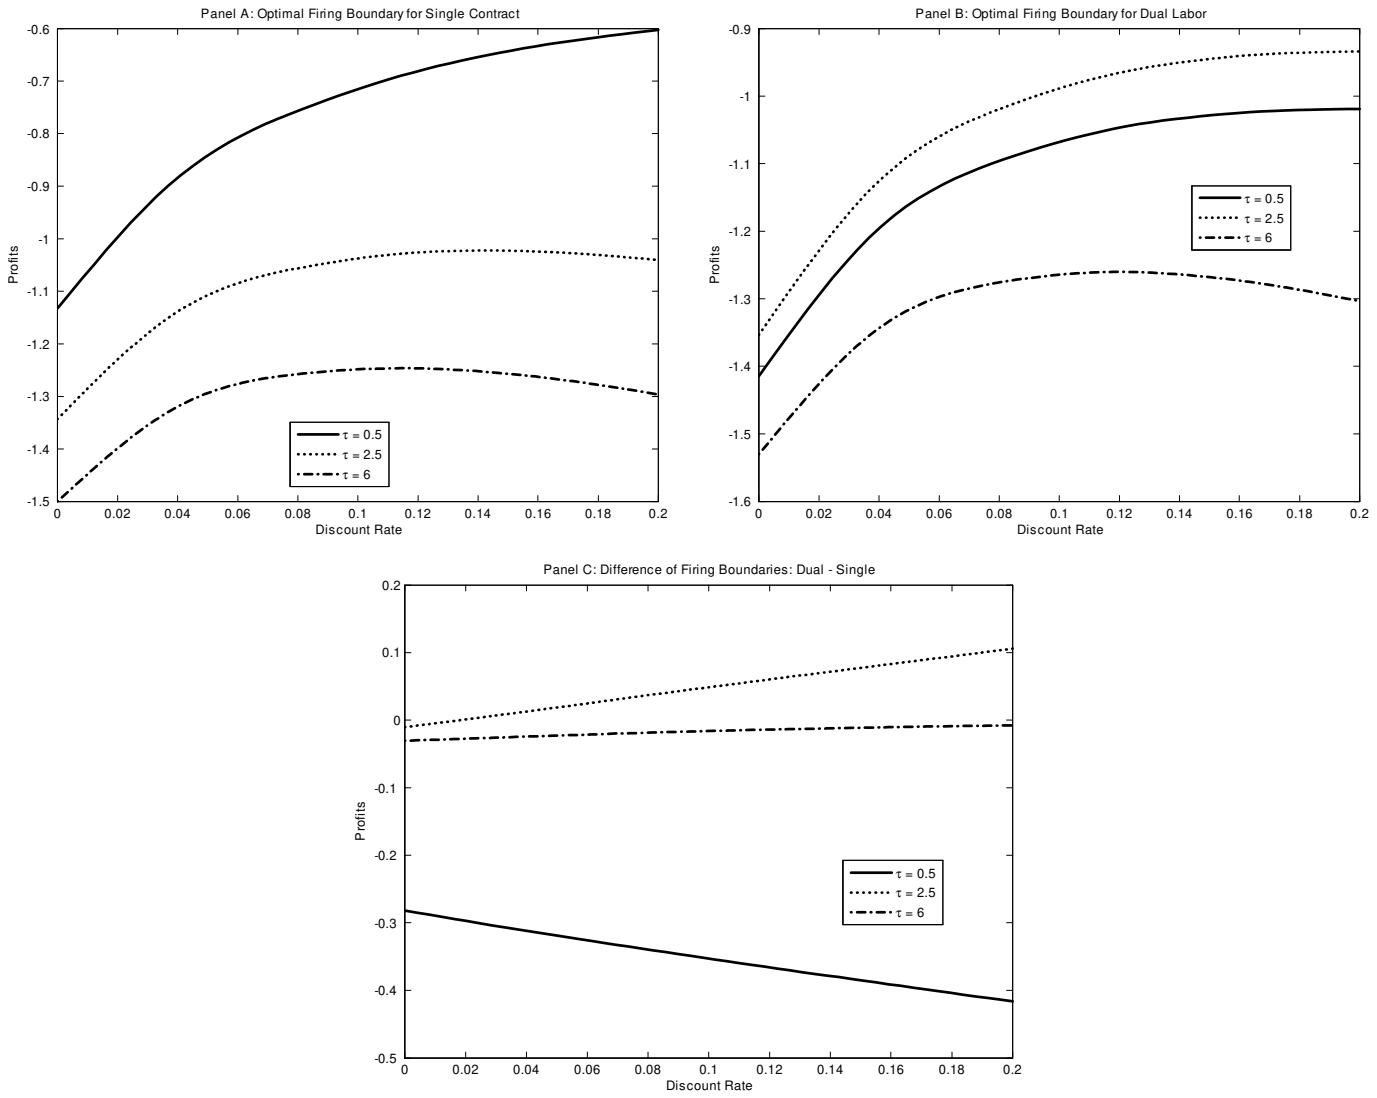 Panel A: Optimal Firing Boundary for Single Contract
-0.6
-0.7
-0.8
-0.9
-1
-1.1
-1.2
-1.3
-1.4
-1.5
Profits
τ = 0.5
τ = 2.5
τ = 6
0 0.02 0.04 0.06 0.08 0.1 0.12 0.14 0.16 0.18 0.2
Discount Rate
Panel B: Optimal Firing Boundary for Dual Labor
-0.9
-1
-1.1
-1.2
-1.3
-1.4
-1.5
-1.6
Profits
τ = 0.5
τ = 2.5
τ = 6
0 0.02 0.04 0.06 0.08 0.1 0.12 0.14 0.16 0.18 0.2
Discount Rate
Panel C: Difference of Firing Boundaries: Dual - Single
0.2
0.1
0
-0.1
-0.2
-0.3
-0.4
-0.5
Profits
τ = 0.5
τ = 2.5
τ = 6
0 0.02 0.04 0.06 0.08 0.1 0.12 0.14 0.16 0.18 0.2
Discount Rate